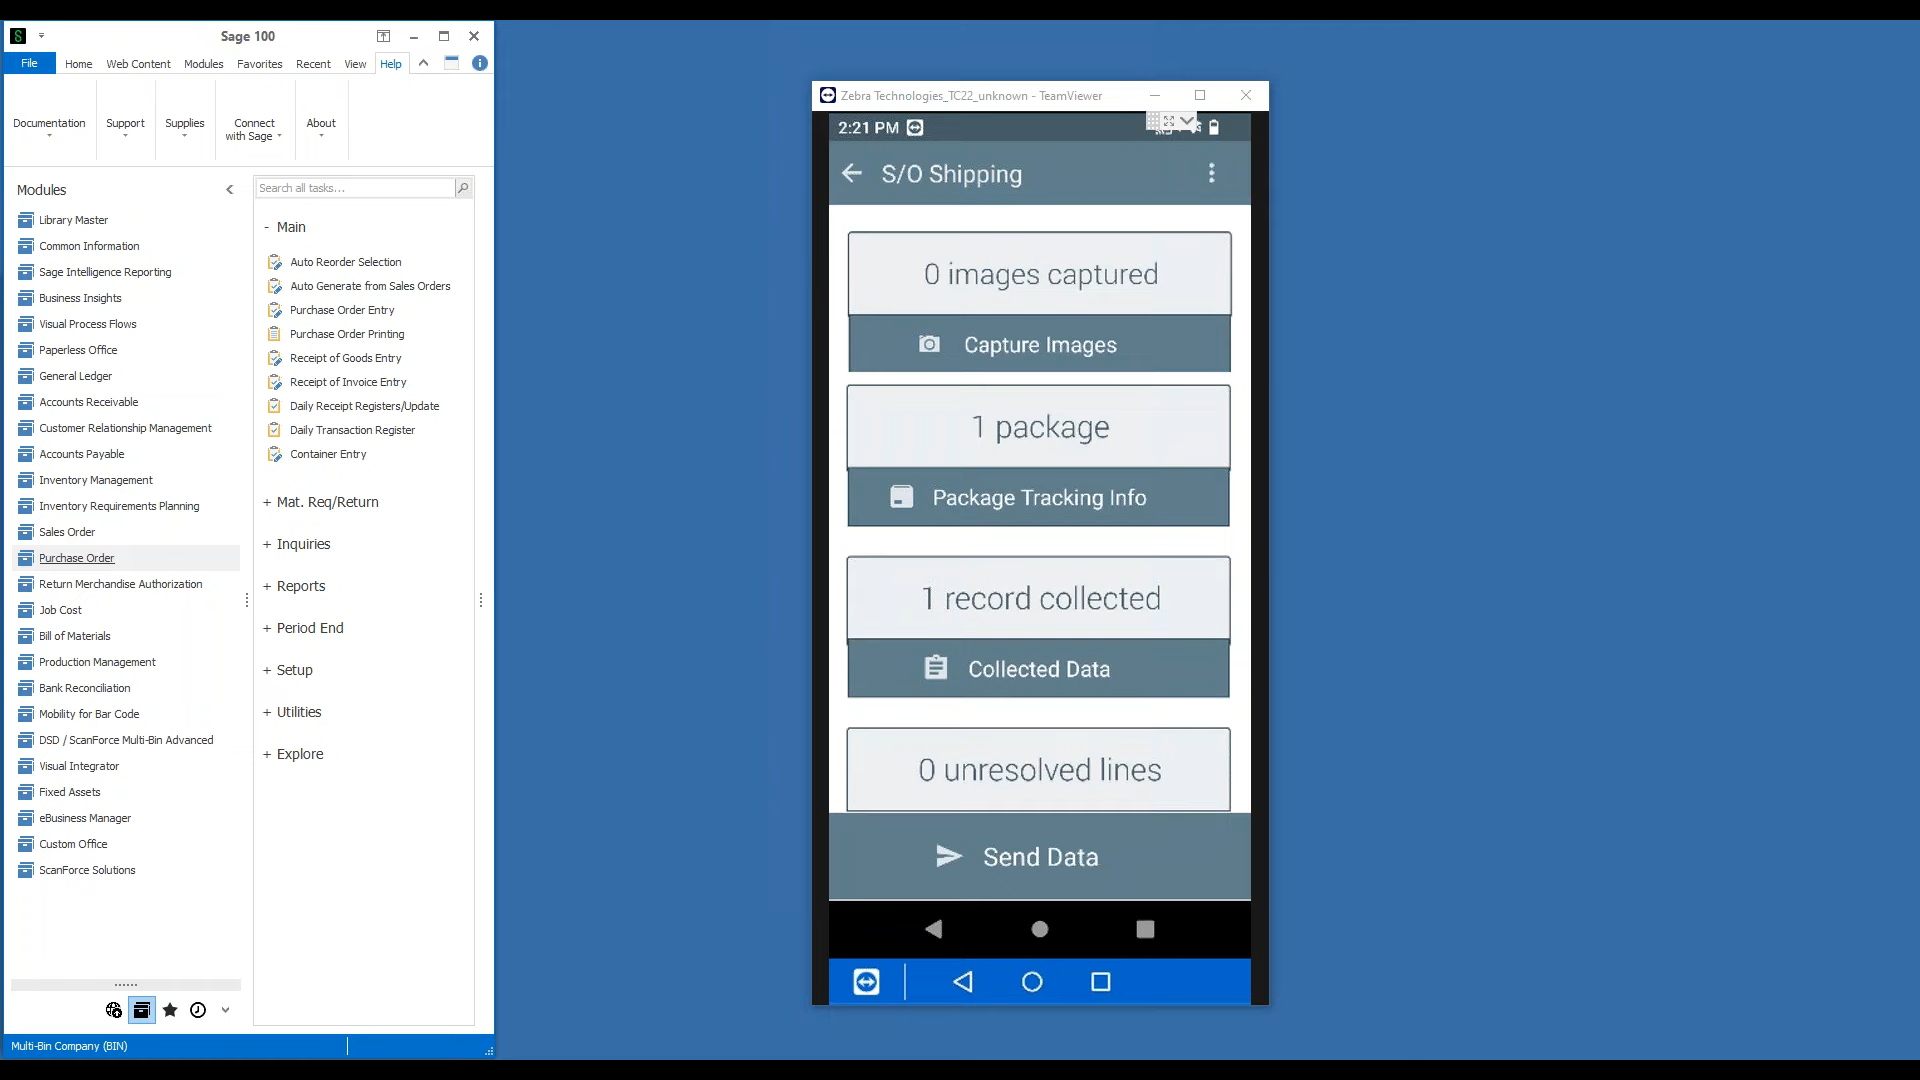 Sage 100
File Home Web Content Modules Favorites Recent View Help
Documentation
Support
Supplies
Connect
with Sage
About
Modules
Library Master
Common Information
Sage Intelligence Reporting
Business Insights
Visual Process Flows
Paperless Office
General Ledger
Accounts Receivable
Customer Relationship Management
Accounts Payable
Inventory Management
Inventory Requirements Planning
Sales Order
Purchase Order
Return Merchandise Authorization
Job Cost
Bill of Materials
Production Management
Bank Reconciliation
Mobility for Bar Code
DSD / ScanForce Multi-Bin Advanced
Visual Integrator
Fixed Assets
eBusiness Manager
Custom Office
ScanForce Solutions
Search all tasks...
- Main
Auto Reorder Selection
Auto Generate from Sales Orders
Purchase Order Entry
Purchase Order Printing
Receipt of Goods Entry
Receipt of Invoice Entry
Daily Receipt Registers/Update
Daily Transaction Register
Container Entry
+ Mat. Req/Return
+ Inquiries
+ Reports
+ Period End
+ Setup
+ Utilities
+ Explore
Multi-Bin Company (BIN)
Zebra Technologies_TC22_unknown - TeamViewer
2:21 PM
S/O Shipping
0 images captured
Capture Images
1 package
Package Tracking Info
1 record collected
Collected Data
0 unresolved lines
Send Data